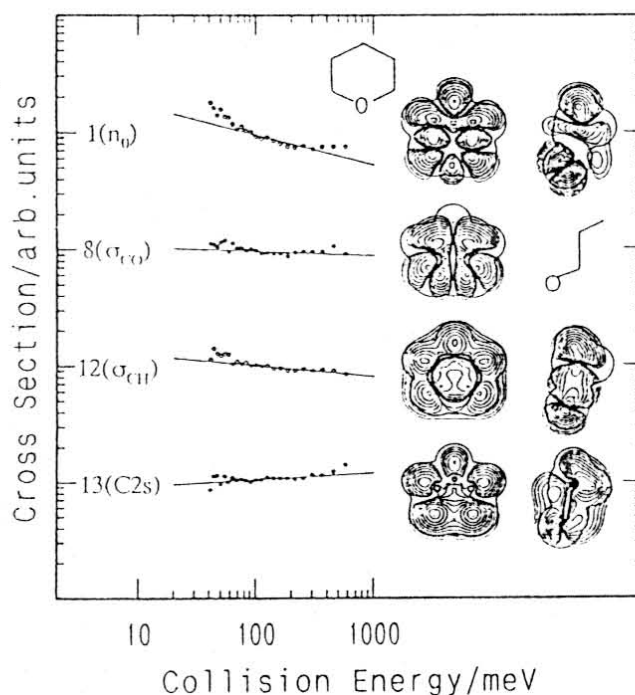 Cross Section/arb.units
1(n₀)
8(σCO)
12(σCH)
13(C2s)
O
O
10
100
1000
Collision Energy/meV